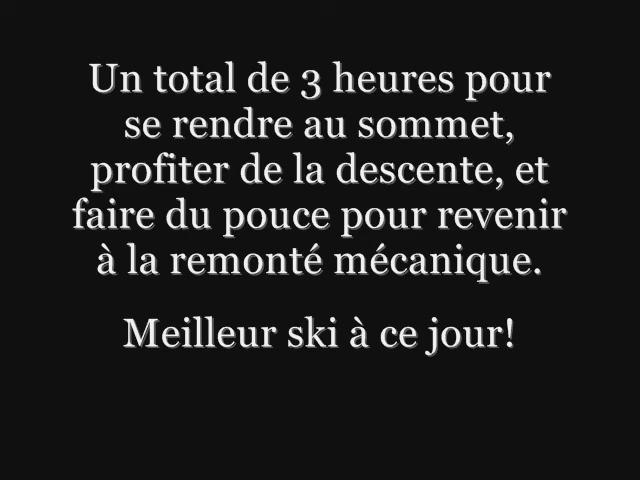 Un total de 3 heures pour
se rendre au sommet,
profiter de la descente, et
faire du pouce pour revenir
à la remonté mécanique.
Meilleur ski à ce jour!